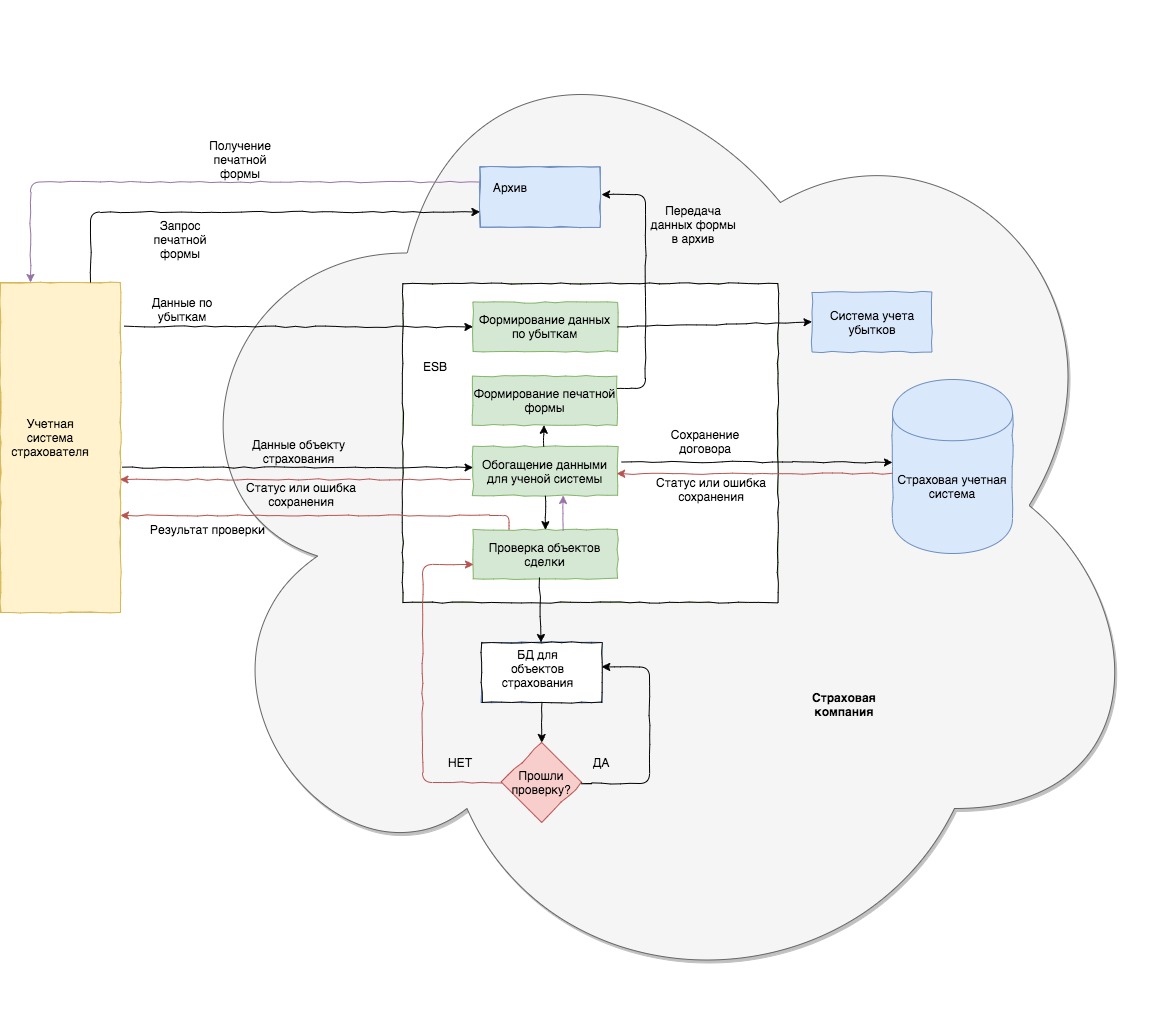 Получение
печатной
формы
Архив
Запрос
печатной
формы
Передача
данных формы
в архив
Данные по
убыткам
Формирование данных
по убыткам
Система учета
убытков
ESB
Формирование печатной
формы
Учетная
система
страхователя
Данные объекту
страхования
Обогащение данными
для ученой системы
Сохранение
договора
Статус или ошибка
сохранения
Статус или ошибка
сохранения
Страховая учетная
система
Результат проверки
Проверка объектов
сделки
БД для
объектов
страхования
Страховая
компания
НЕТ
ДА
Прошли
проверку?